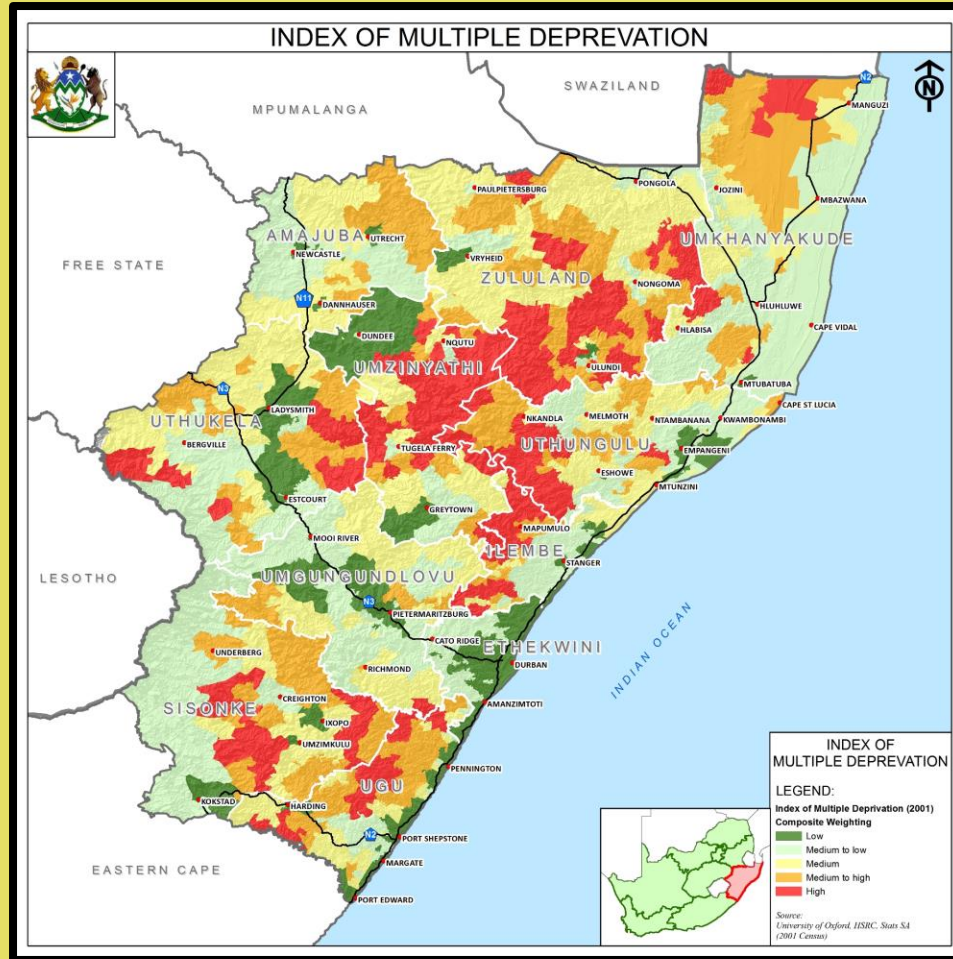 INDEX OF MULTIPLE DEPREVATION
SWAZILAND
MPUMALANGA
N
N2
MANGUZI
PAULPIETERSBURG
PONGOLA
JOZINI
MBAZWANA
AMAJUBA
UTRECHT
NEWCASTLE
UMKHANYAKUDE
FREE STATE
VRYHEID
ZULULAND
NONGOMA
N11
DANNHAUSER
HLUHLUWE
DUNDEE
NQUTU
HLABISA
CAPE VIDAL
UMZINYATHI
ULUNDI
N3
MTUBATUBA
LADYSMITH
CAPE ST LUCIA
UTHUKELA
NKANDLA
MELMOTH
NTAMBANANA
KWAMBONAMBI
BERGVILLE
TUGELA FERRY
UTHUNGULU
EMPANGENI
ESHOWE
MTUNZINI
ESTCOURT
GREYTOWN
MAPUMULO
MOOI RIVER
ILEMBE
STANGER
LESOTHO
UMGUNGUNDLOVU
N3
PIETERMARITZBURG
CATO RIDGE
ETHEKWINI
UNDERBERG
DURBAN
RICHMOND
INDIAN OCEAN
SISONKE
CREIGHTON
AMANZIMTOTI
IXOPO
UMZIMKULU
PENNINGTON
UGU
KOKSTAD
HARDING
N2
PORT SHEPSTONE
MARGATE
EASTERN CAPE
PORT EDWARD
INDEX OF
MULTIPLE DEPREVATION
LEGEND:
Index of Multiple Deprivation (2001)
Composite Weighting
Low
Medium to low
Medium
Medium to high
High
Source:
University of Oxford, HSRC, Stats SA
(2001 Census)